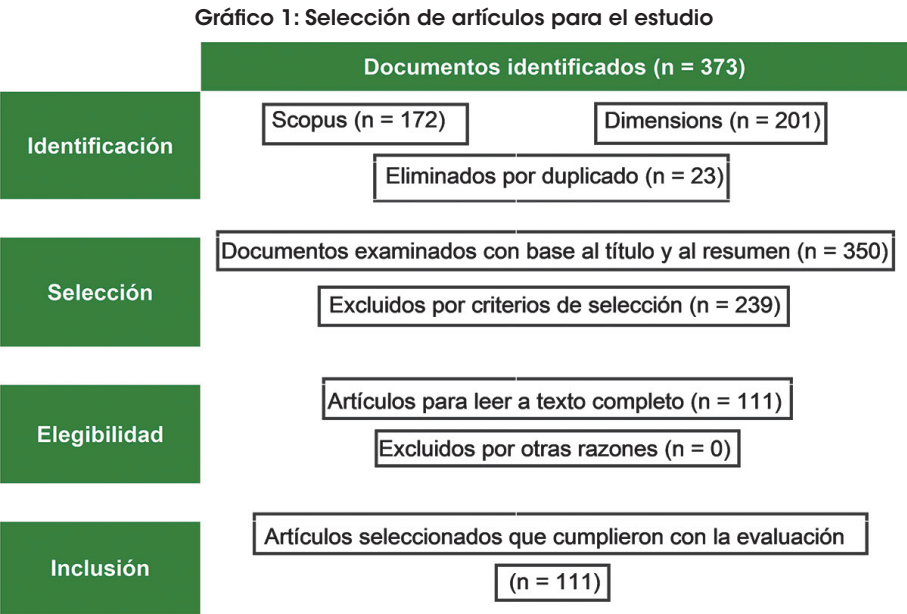 Gráfico 1: Selección de artículos para el estudio
Documentos identificados (n = 373)
Identificación
Scopus (n = 172)
Dimensions (n = 201)
Eliminados por duplicado (n = 23)
Selección
Documentos examinados con base al título y al resumen (n = 350)
Excluidos por criterios de selección (n = 239)
Elegibilidad
Artículos para leer a texto completo (n = 111)
Excluidos por otras razones (n = 0)
Inclusión
Artículos seleccionados que cumplieron con la evaluación
(n = 111)